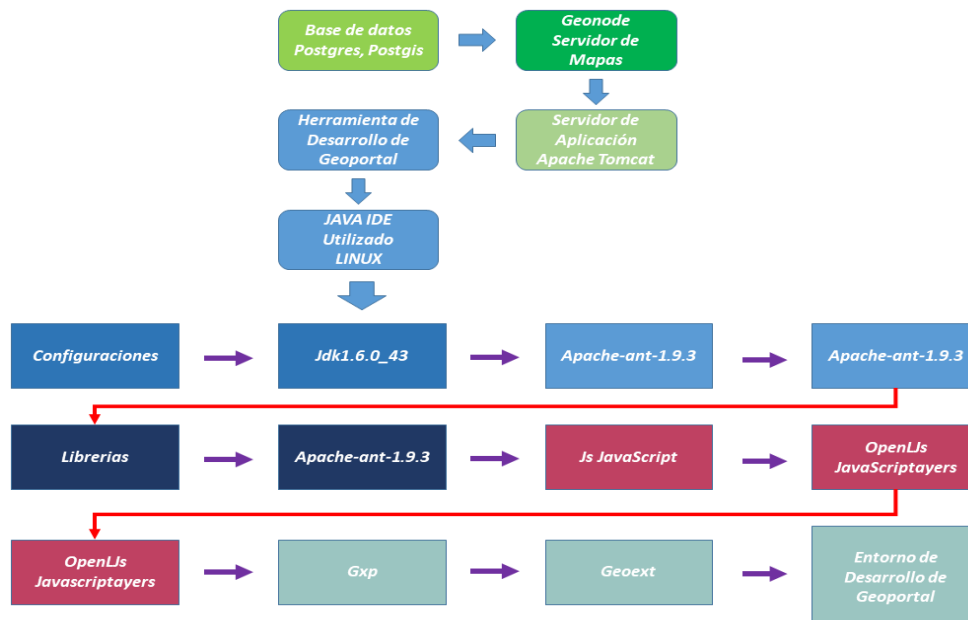 Base de datos
Postgres, Postgis
Geonode
Servidor de
Mapas
Herramienta de
Desarrollo de
Geoportal
Servidor de
Aplicación
Apache Tomcat
JAVA IDE
Utilizado
LINUX
Configuraciones
Jdk1.6.0_43
Apache-ant-1.9.3
Apache-ant-1.9.3
Librerias
Apache-ant-1.9.3
Js JavaScript
OpenLJs
JavaScriptayers
OpenLJs
Javascriptayers
Gxp
Geoext
Entorno de
Desarrollo de
Geoportal